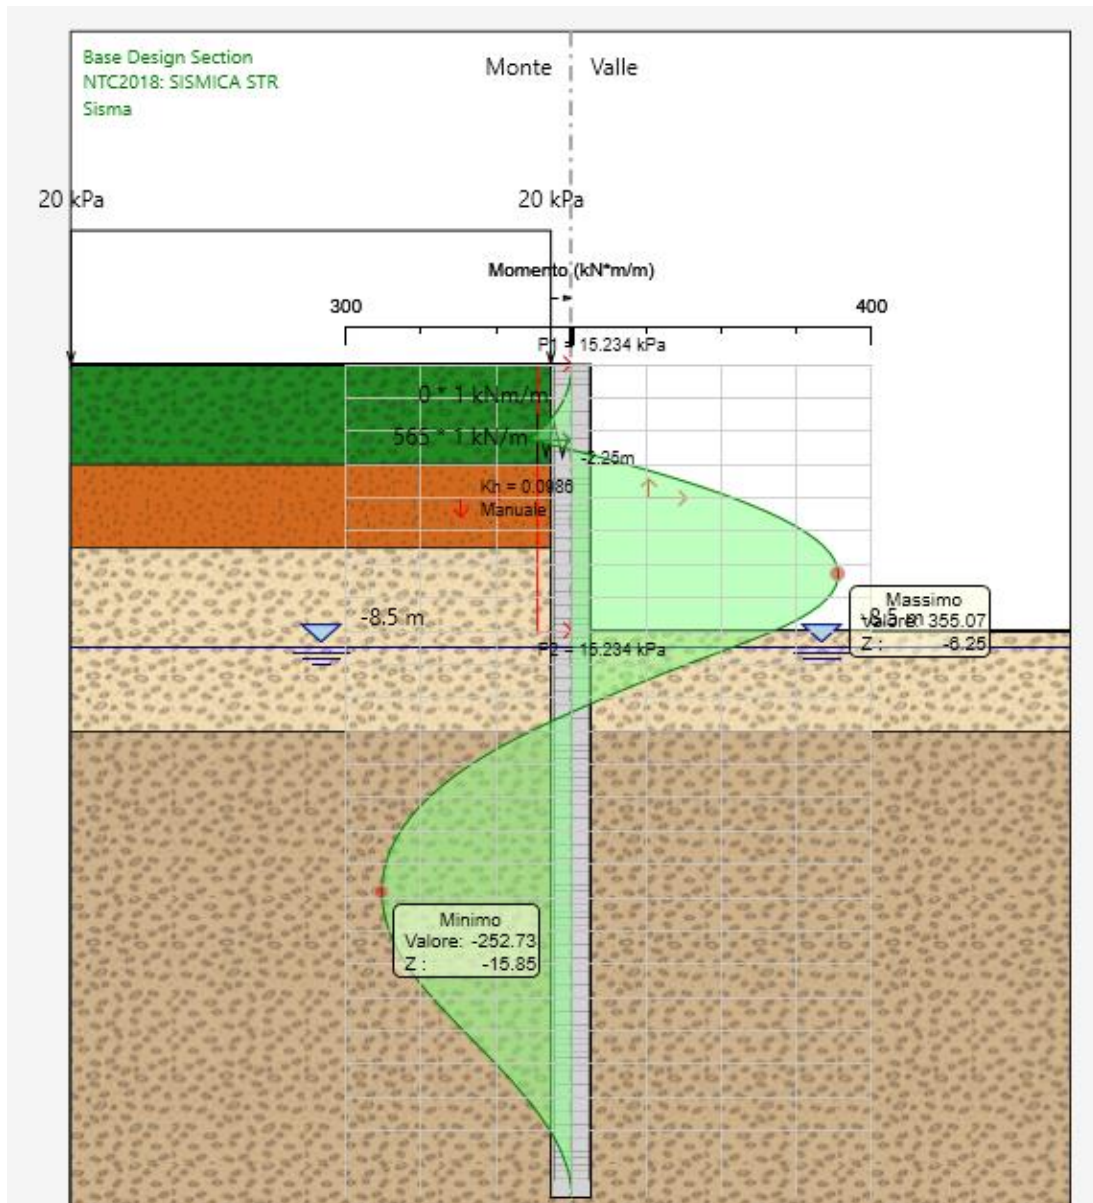 Base Design Section
NTC2018: SISMICA STR
Sisma
Monte Valle
20 kPa 20 kPa
Momento (kN*m/m)
300 400
P1 = 15.234 kPa
0 * 1 kNm/m
565 * 1 kN/m
-2.25m
Kh = 0.0986
Manuale
-8.5 m
-8.5 m
Massimo
Valore: 355.07
Z : -6.25
P2 = 15.234 kPa
Minimo
Valore: -252.73
Z : -15.85